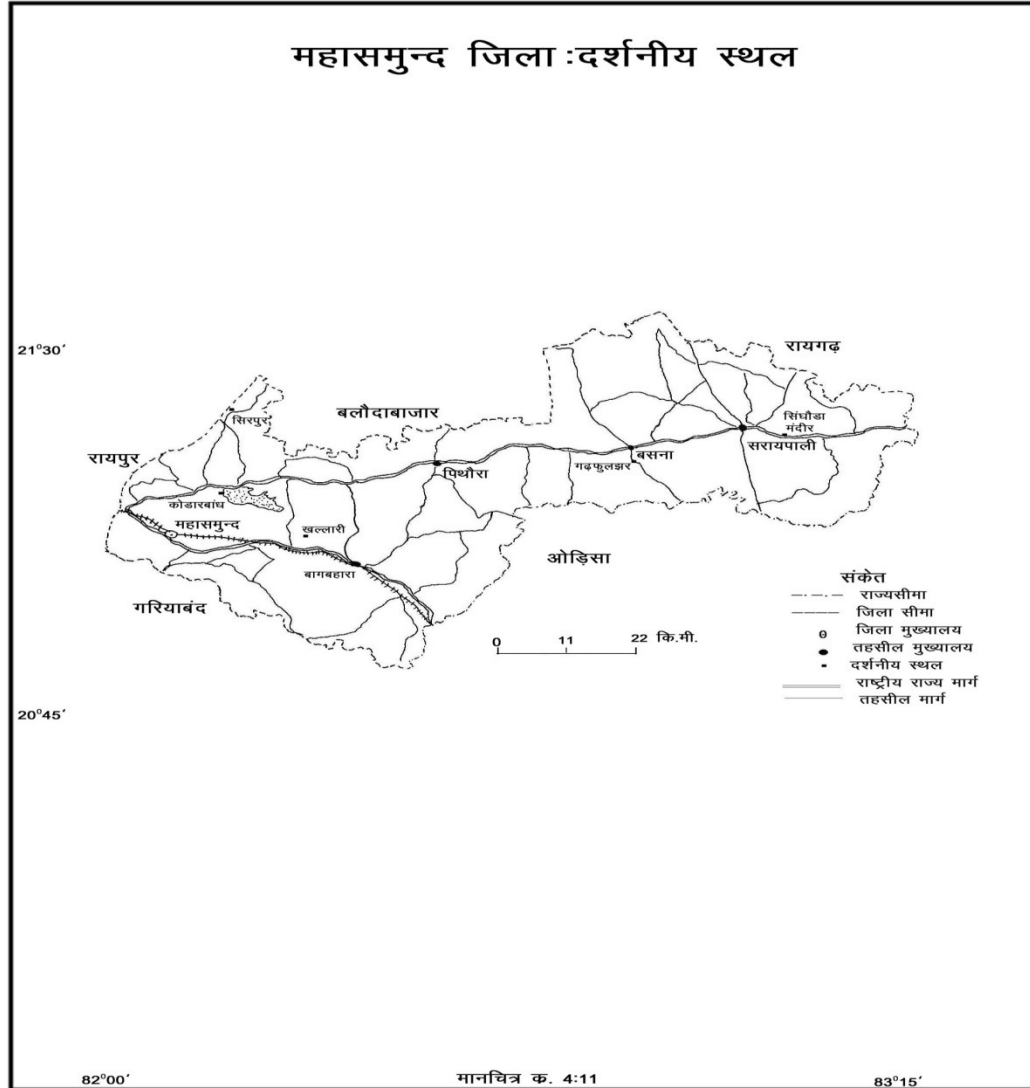 महासमुन्द जिला :दर्शनीय स्थल
21°30′
रायगढ़
बलौदाबाजार
सिरपुर
सिंघौडा
मंदीर
सरायपाली
बसना
गढ़फुलझर
पिथौरा
रायपुर
कोडारबांध
महासमुन्द
खल्लारी
ओड़िसा
बागबहारा
गरियाबंद
संकेत
राज्यसीमा
जिला सीमा
जिला मुख्यालय
तहसील मुख्यालय
दर्शनीय स्थल
राष्ट्रीय राज्य मार्ग
तहसील मार्ग
0 11 22 कि.मी.
20°45′
82°00′
मानचित्र क. 4:11
83°15′